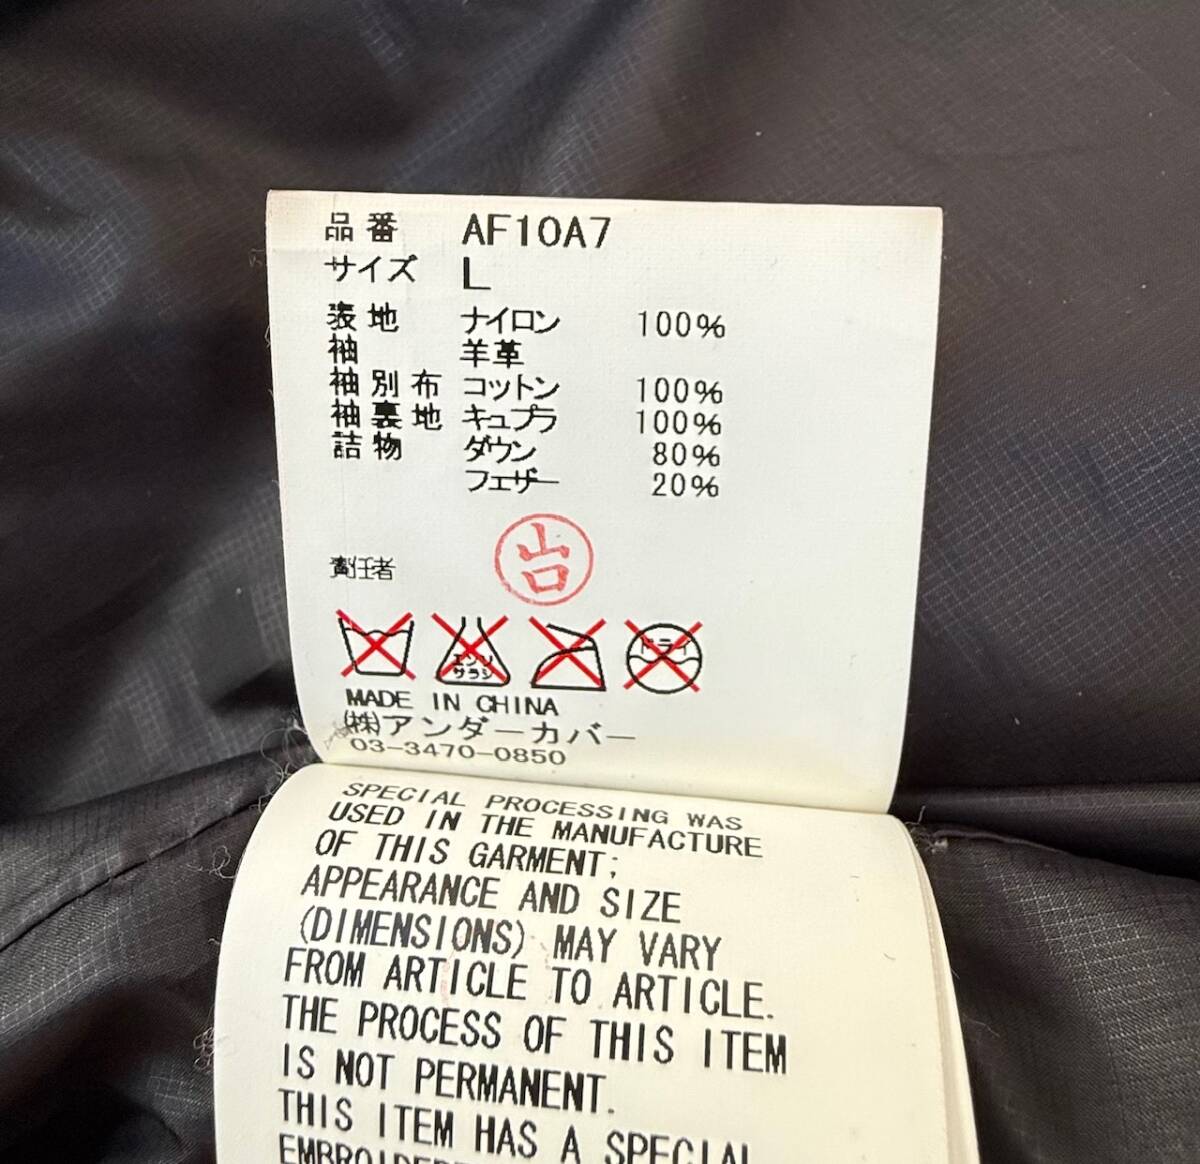 品番 AF10A7
サイズ L
表地 ナイロン 100%
袖 羊革
袖別布 コットン 100%
袖裏地 キュプラ 100%
詰物 ダウン 80%
フェザー 20%
責任者 山口
エンソサラシ ドライ
MADE IN CHINA
(株)アンダーカバー
03-3470-0850
SPECIAL PROCESSING WAS
USED IN THE MANUFACTURE
OF THIS GARMENT;
APPEARANCE AND SIZE
(DIMENSIONS) MAY VARY
FROM ARTICLE TO ARTICLE.
THE PROCESS OF THIS ITEM
IS NOT PERMANENT.
THIS ITEM HAS A SPECIAL